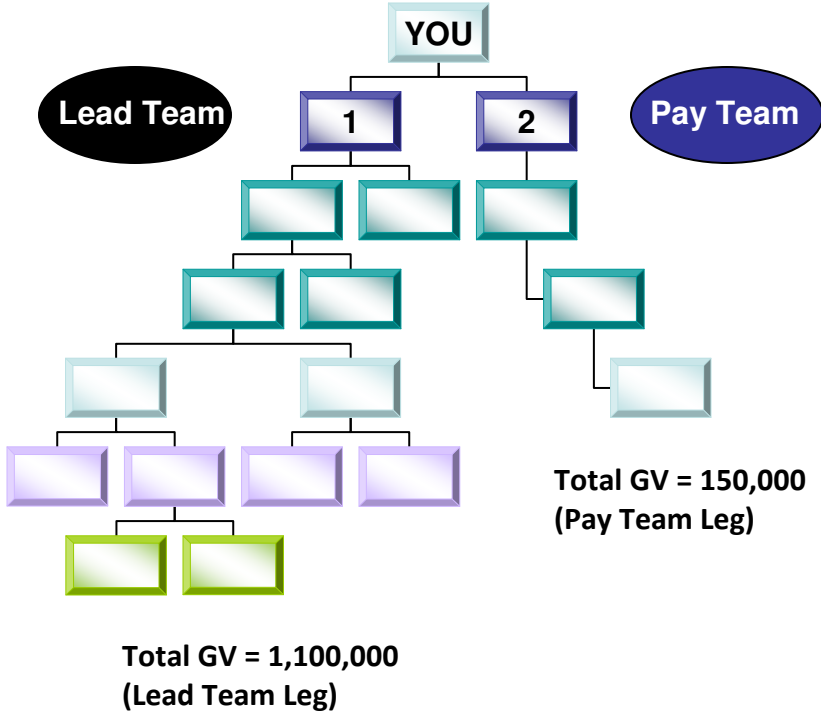 YOU
Lead Team
1
2
Pay Team
Total GV = 150,000
(Pay Team Leg)
Total GV = 1,100,000
(Lead Team Leg)